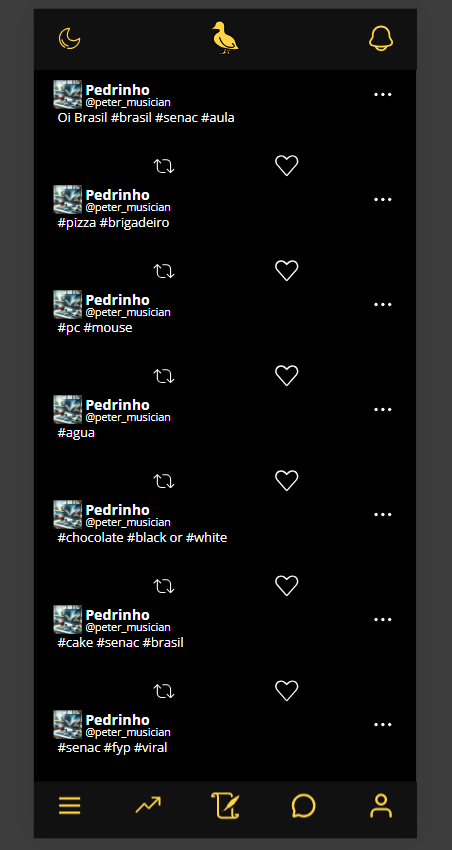 Pedrinho
@peter_musician
Oi Brasil #brasil #senac #aula
Pedrinho
@peter_musician
#pizza #brigadeiro
Pedrinho
@peter_musician
#pc #mouse
Pedrinho
@peter_musician
#agua
Pedrinho
@peter_musician
#chocolate #black or #white
Pedrinho
@peter_musician
#cake #senac #brasil
Pedrinho
@peter_musician
#senac #fyp #viral